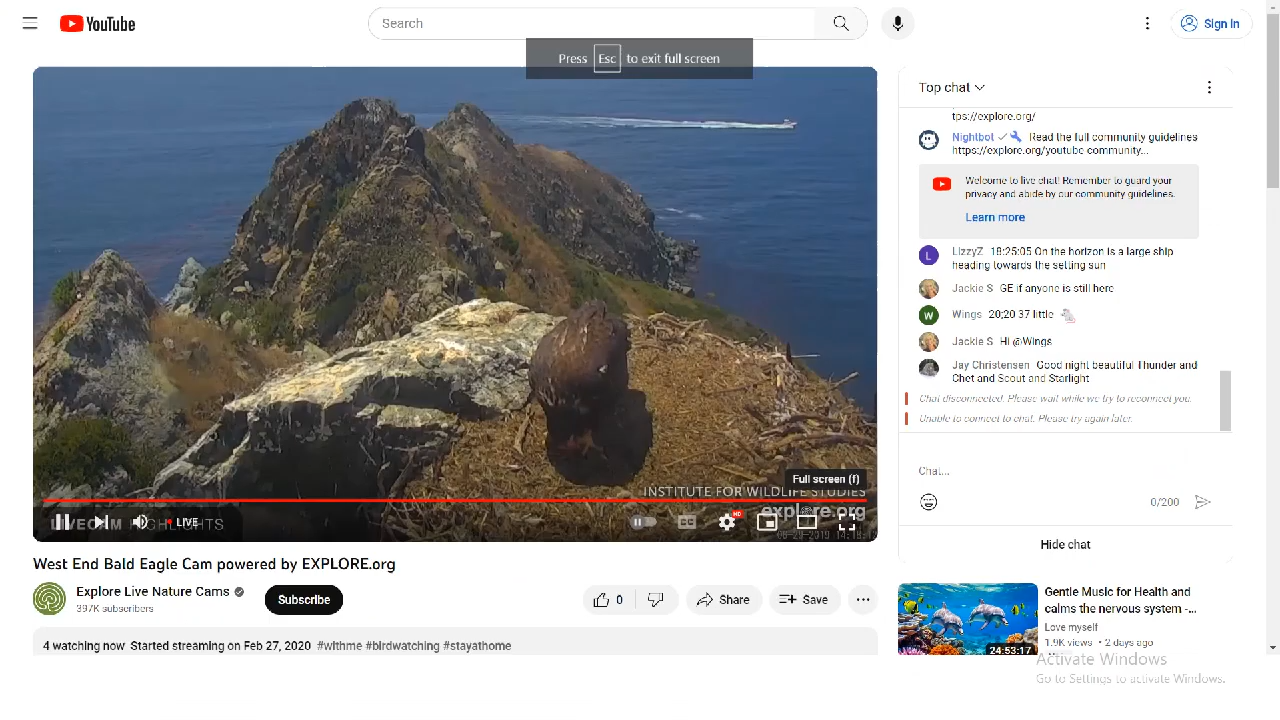 YouTube
Search
Sign in
Press Esc to exit full screen
Top chat
tps://explore.org/
Nightbot Read the full community guidelines
https://explore.org/youtube community...
Welcome to live chat! Remember to guard your
privacy and abide by our community guidelines.
Learn more
L
LizzyZ 18:25:05 On the horizon is a large ship
heading towards the setting sun
Jackie S GE if anyone is still here
W
Wings 20;20 37 little
Jackie S Hi @Wings
Jay Christensen Good night beautiful Thunder and
Chet and Scout and Starlight
Chat disconnected. Please wait while we try to reconnect you.
Unable to connect to chat. Please try again later.
Chat...
0/200
Hide chat
Full screen (f)
INSTITUTE FOR WILDLIFE STUDIES
explore.org
LIVECAM HIGHLIGHTS
LIVE
CC
HD
West End Bald Eagle Cam powered by EXPLORE.org
Explore Live Nature Cams
397K subscribers
Subscribe
0
Share
Save
4 watching now Started streaming on Feb 27, 2020 #withme #birdwatching #stayathome
Gentle Music for Health and
calms the nervous system -...
Love myself
1.9K views • 2 days ago
24:53:17
Activate Windows
Go to Settings to activate Windows.